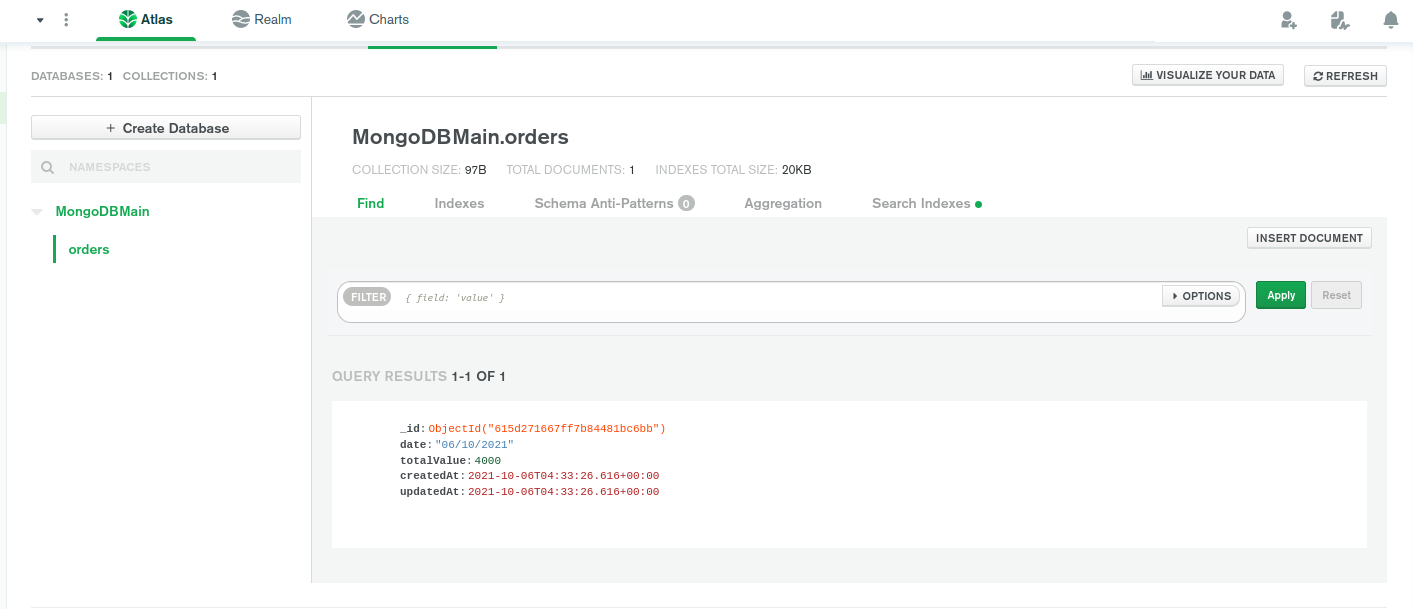 Atlas Realm Charts
DATABASES: 1 COLLECTIONS: 1
VISUALIZE YOUR DATA
REFRESH
+ Create Database
NAMESPACES
MongoDBMain
orders
MongoDBMain.orders
COLLECTION SIZE: 97B TOTAL DOCUMENTS: 1 INDEXES TOTAL SIZE: 20KB
Find Indexes Schema Anti-Patterns 0 Aggregation Search Indexes
INSERT DOCUMENT
FILTER { field: 'value' } OPTIONS Apply Reset
QUERY RESULTS 1-1 OF 1
_id: ObjectId("615d271667ff7b84481bc6bb")
date: "06/10/2021"
totalValue: 4000
createdAt: 2021-10-06T04:33:26.616+00:00
updatedAt: 2021-10-06T04:33:26.616+00:00